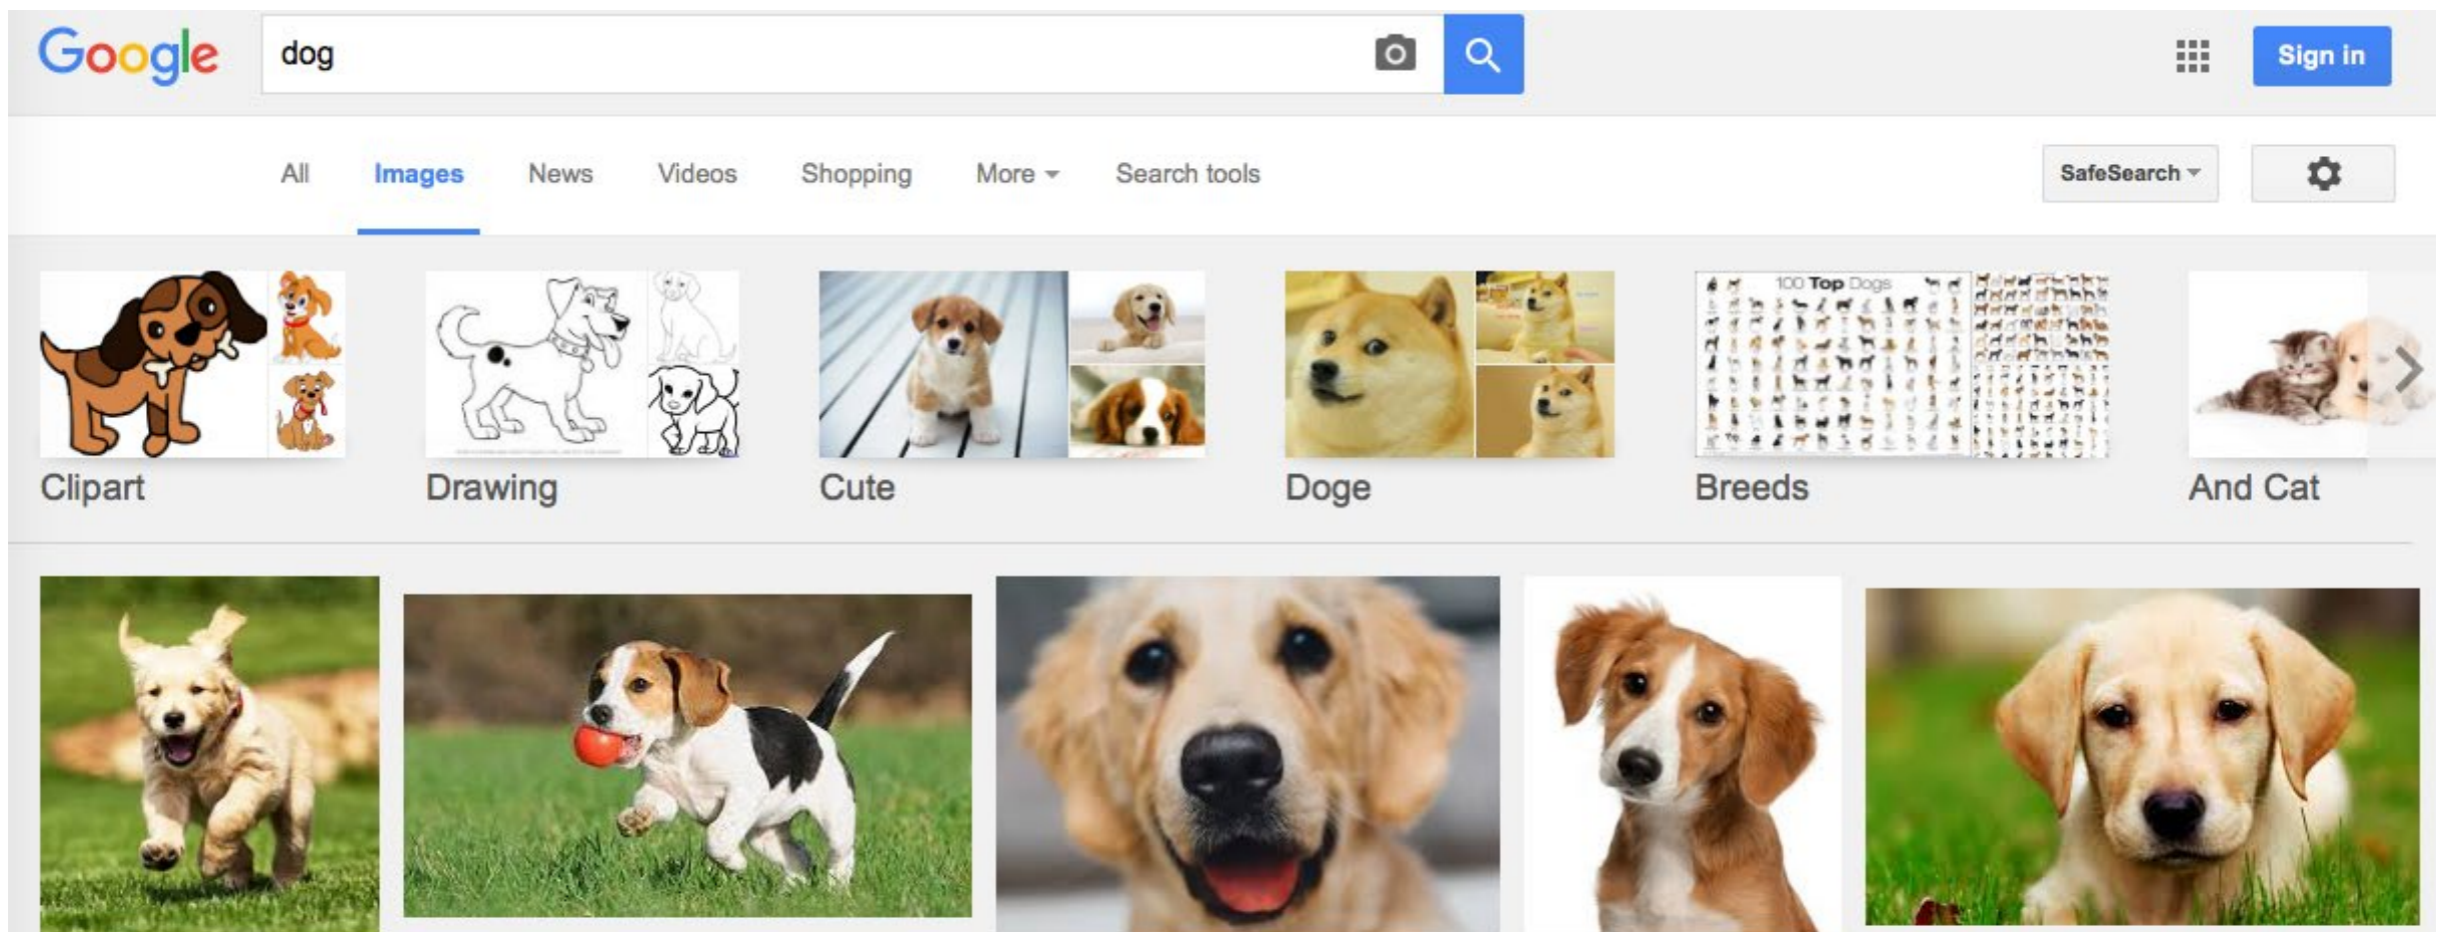 Google dog Sign in
All Images News Videos Shopping More Search tools SafeSearch
100 Top Dogs
Clipart Drawing Cute Doge Breeds And Cat